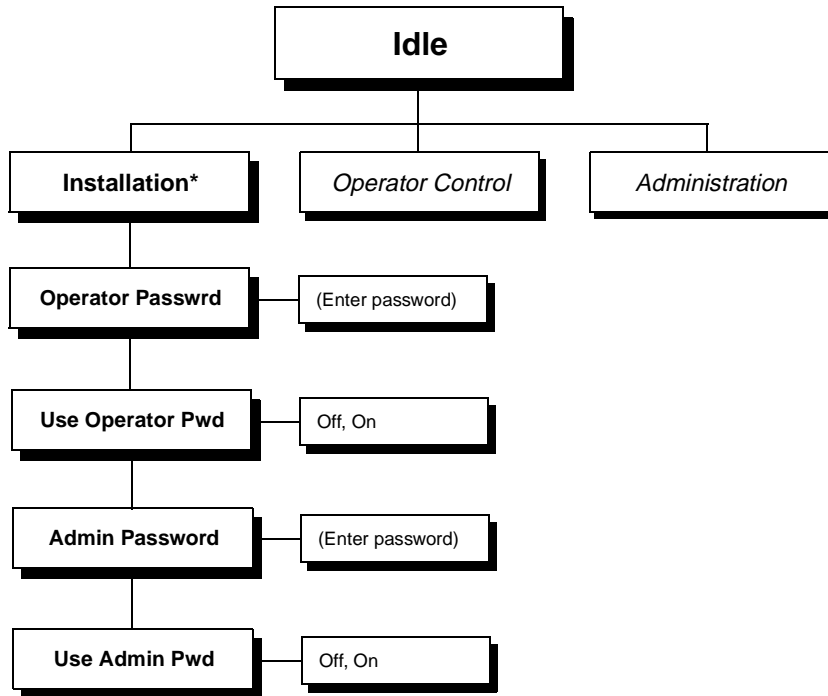 Idle
Installation*
Operator Control
Administration
Operator Passwrd
(Enter password)
Use Operator Pwd
Off, On
Admin Password
(Enter password)
Use Admin Pwd
Off, On